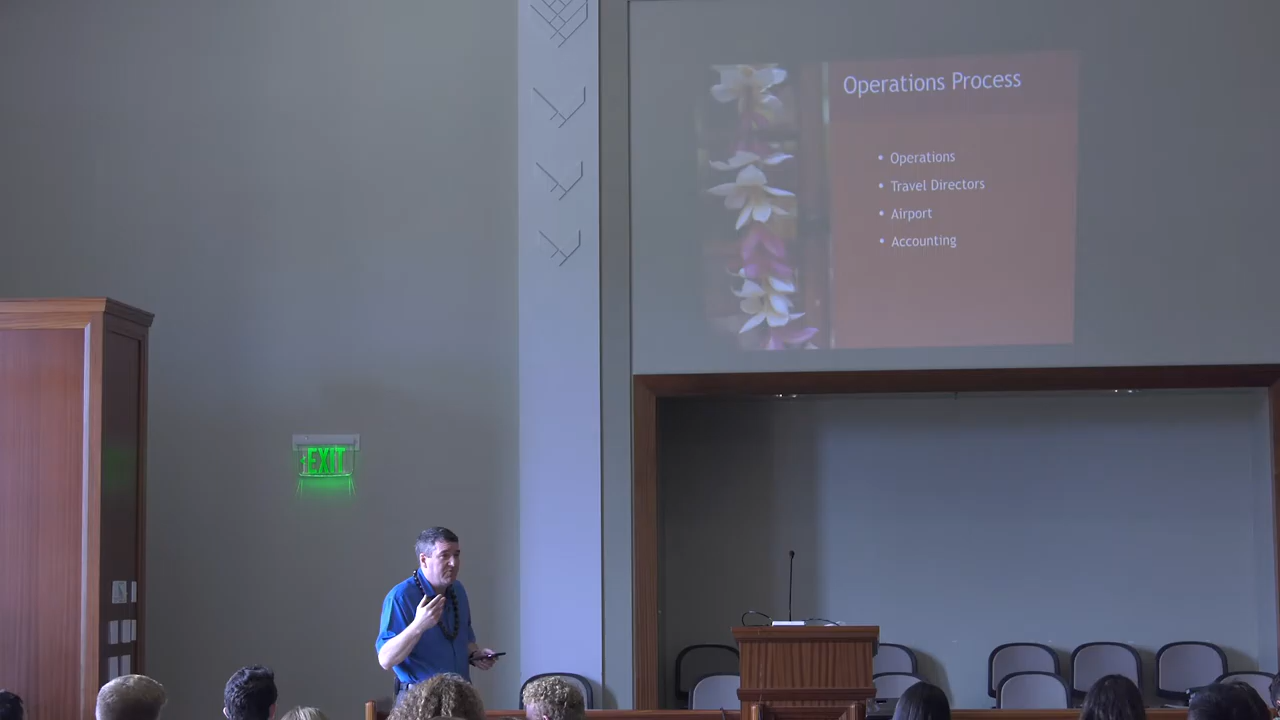 Operations Process
• Operations
• Travel Directors
• Airport
• Accounting
EXIT